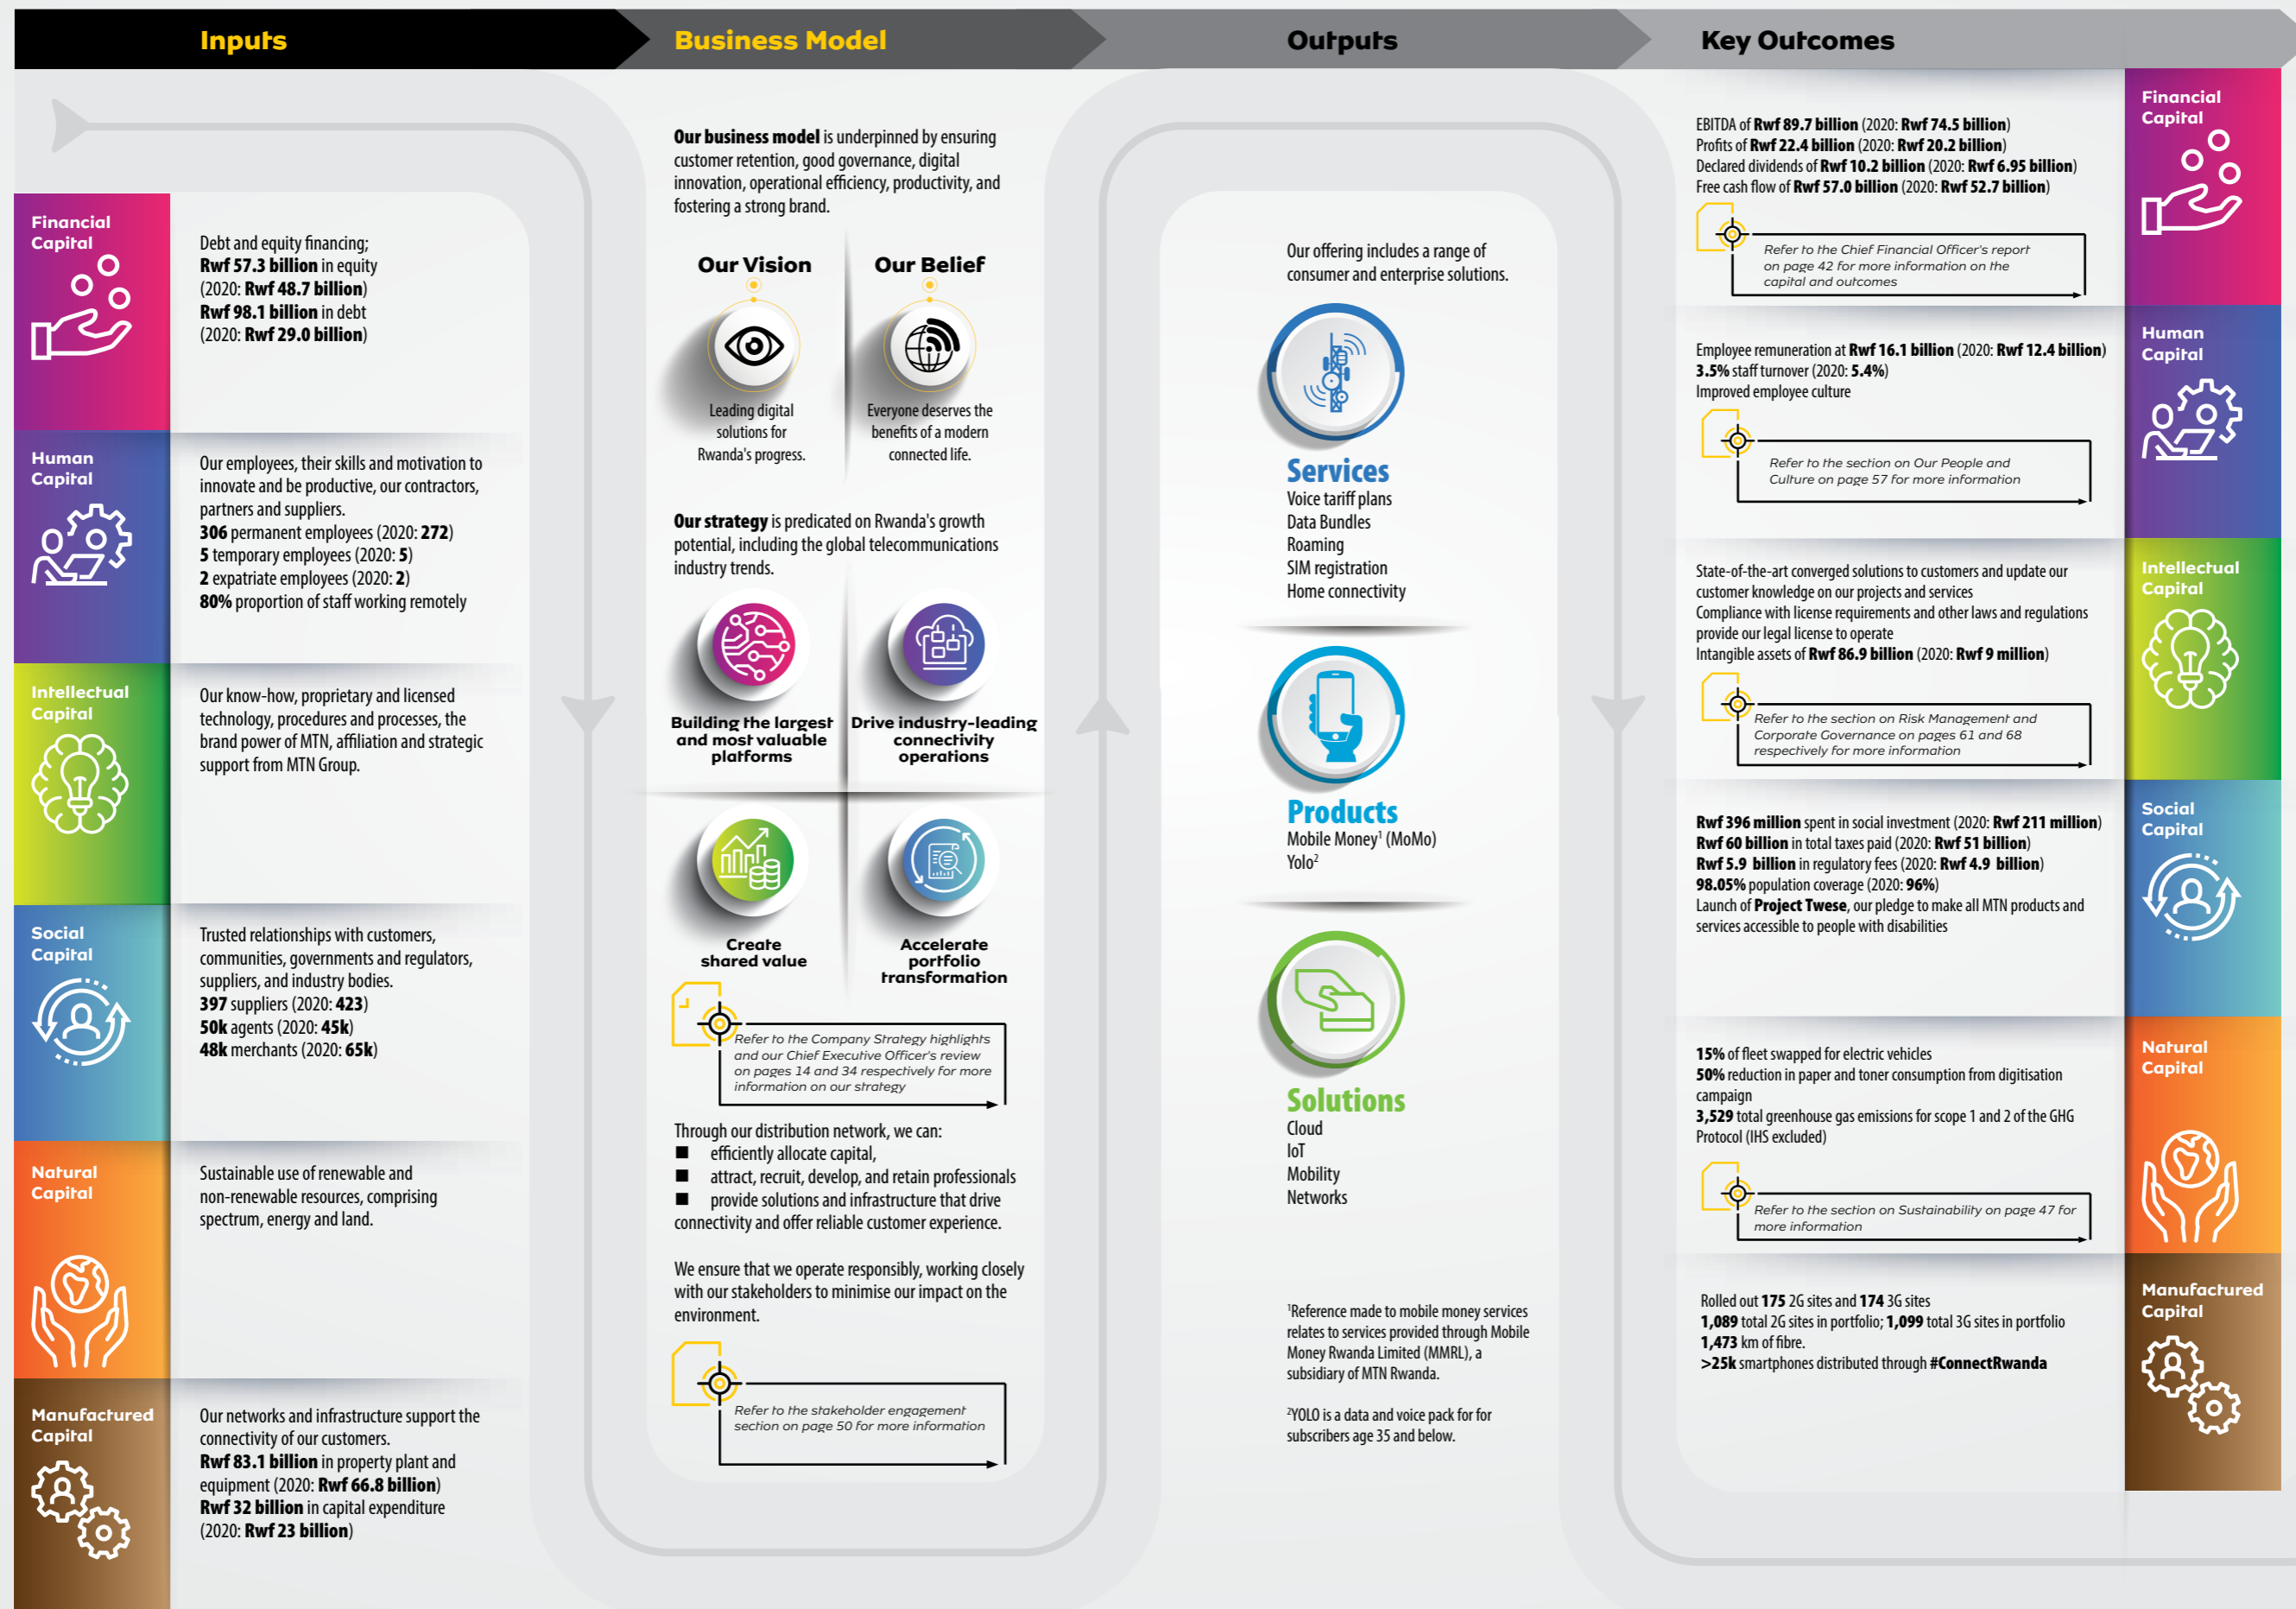 Inputs
Business Model
Outputs
Key Outcomes
Financial
Capital
Debt and equity financing;
Rwf 57.3 billion in equity
(2020: Rwf 48.7 billion)
Rwf 98.1 billion in debt
(2020: Rwf 29.0 billion)
Human
Capital
Our employees, their skills and motivation to
innovate and be productive, our contractors,
partners and suppliers.
306 permanent employees (2020: 272)
5 temporary employees (2020: 5)
2 expatriate employees (2020: 2)
80% proportion of staff working remotely
Intellectual
Capital
Our know-how, proprietary and licensed
technology, procedures and processes, the
brand power of MTN, affiliation and strategic
support from MTN Group.
Social
Capital
Trusted relationships with customers,
communities, governments and regulators,
suppliers, and industry bodies.
397 suppliers (2020: 423)
50k agents (2020: 45k)
48k merchants (2020: 65k)
Natural
Capital
Sustainable use of renewable and
non-renewable resources, comprising
spectrum, energy and land.
Manufactured
Capital
Our networks and infrastructure support the
connectivity of our customers.
Rwf 83.1 billion in property plant and
equipment (2020: Rwf 66.8 billion)
Rwf 32 billion in capital expenditure
(2020: Rwf 23 billion)
Our business model is underpinned by ensuring
customer retention, good governance, digital
innovation, operational efficiency, productivity, and
fostering a strong brand.
Our Vision
Leading digital
solutions for
Rwanda's progress.
Our Belief
Everyone deserves the
benefits of a modern
connected life.
Our strategy is predicated on Rwanda's growth
potential, including the global telecommunications
industry trends.
Building the largest
and most valuable
platforms
Drive industry-leading
connectivity
operations
Create
shared value
Accelerate
portfolio
transformation
Refer to the Company Strategy highlights
and our Chief Executive Officer's review
on pages 14 and 34 respectively for more
information on our strategy
Through our distribution network, we can:
■ efficiently allocate capital,
■ attract, recruit, develop, and retain professionals
■ provide solutions and infrastructure that drive
connectivity and offer reliable customer experience.
We ensure that we operate responsibly, working closely
with our stakeholders to minimise our impact on the
environment.
Refer to the stakeholder engagement
section on page 50 for more information
Our offering includes a range of
consumer and enterprise solutions.
Services
Voice tariff plans
Data Bundles
Roaming
SIM registration
Home connectivity
Products
Mobile Money¹ (MoMo)
Yolo²
Solutions
Cloud
IoT
Mobility
Networks
¹Reference made to mobile money services
relates to services provided through Mobile
Money Rwanda Limited (MMRL), a
subsidiary of MTN Rwanda.
²YOLO is a data and voice pack for for
subscribers age 35 and below.
EBITDA of Rwf 89.7 billion (2020: Rwf 74.5 billion)
Profits of Rwf 22.4 billion (2020: Rwf 20.2 billion)
Declared dividends of Rwf 10.2 billion (2020: Rwf 6.95 billion)
Free cash flow of Rwf 57.0 billion (2020: Rwf 52.7 billion)
Refer to the Chief Financial Officer's report
on page 42 for more information on the
capital and outcomes
Financial
Capital
Employee remuneration at Rwf 16.1 billion (2020: Rwf 12.4 billion)
3.5% staff turnover (2020: 5.4%)
Improved employee culture
Refer to the section on Our People and
Culture on page 57 for more information
Human
Capital
State-of-the-art converged solutions to customers and update our
customer knowledge on our projects and services
Compliance with license requirements and other laws and regulations
provide our legal license to operate
Intangible assets of Rwf 86.9 billion (2020: Rwf 9 million)
Refer to the section on Risk Management and
Corporate Governance on pages 61 and 68
respectively for more information
Intellectual
Capital
Rwf 396 million spent in social investment (2020: Rwf 211 million)
Rwf 60 billion in total taxes paid (2020: Rwf 51 billion)
Rwf 5.9 billion in regulatory fees (2020: Rwf 4.9 billion)
98.05% population coverage (2020: 96%)
Launch of Project Twese, our pledge to make all MTN products and
services accessible to people with disabilities
Social
Capital
15% of fleet swapped for electric vehicles
50% reduction in paper and toner consumption from digitisation
campaign
3,529 total greenhouse gas emissions for scope 1 and 2 of the GHG
Protocol (IHS excluded)
Refer to the section on Sustainability on page 47 for
more information
Natural
Capital
Rolled out 175 2G sites and 174 3G sites
1,089 total 2G sites in portfolio; 1,099 total 3G sites in portfolio
1,473 km of fibre.
>25k smartphones distributed through #ConnectRwanda
Manufactured
Capital